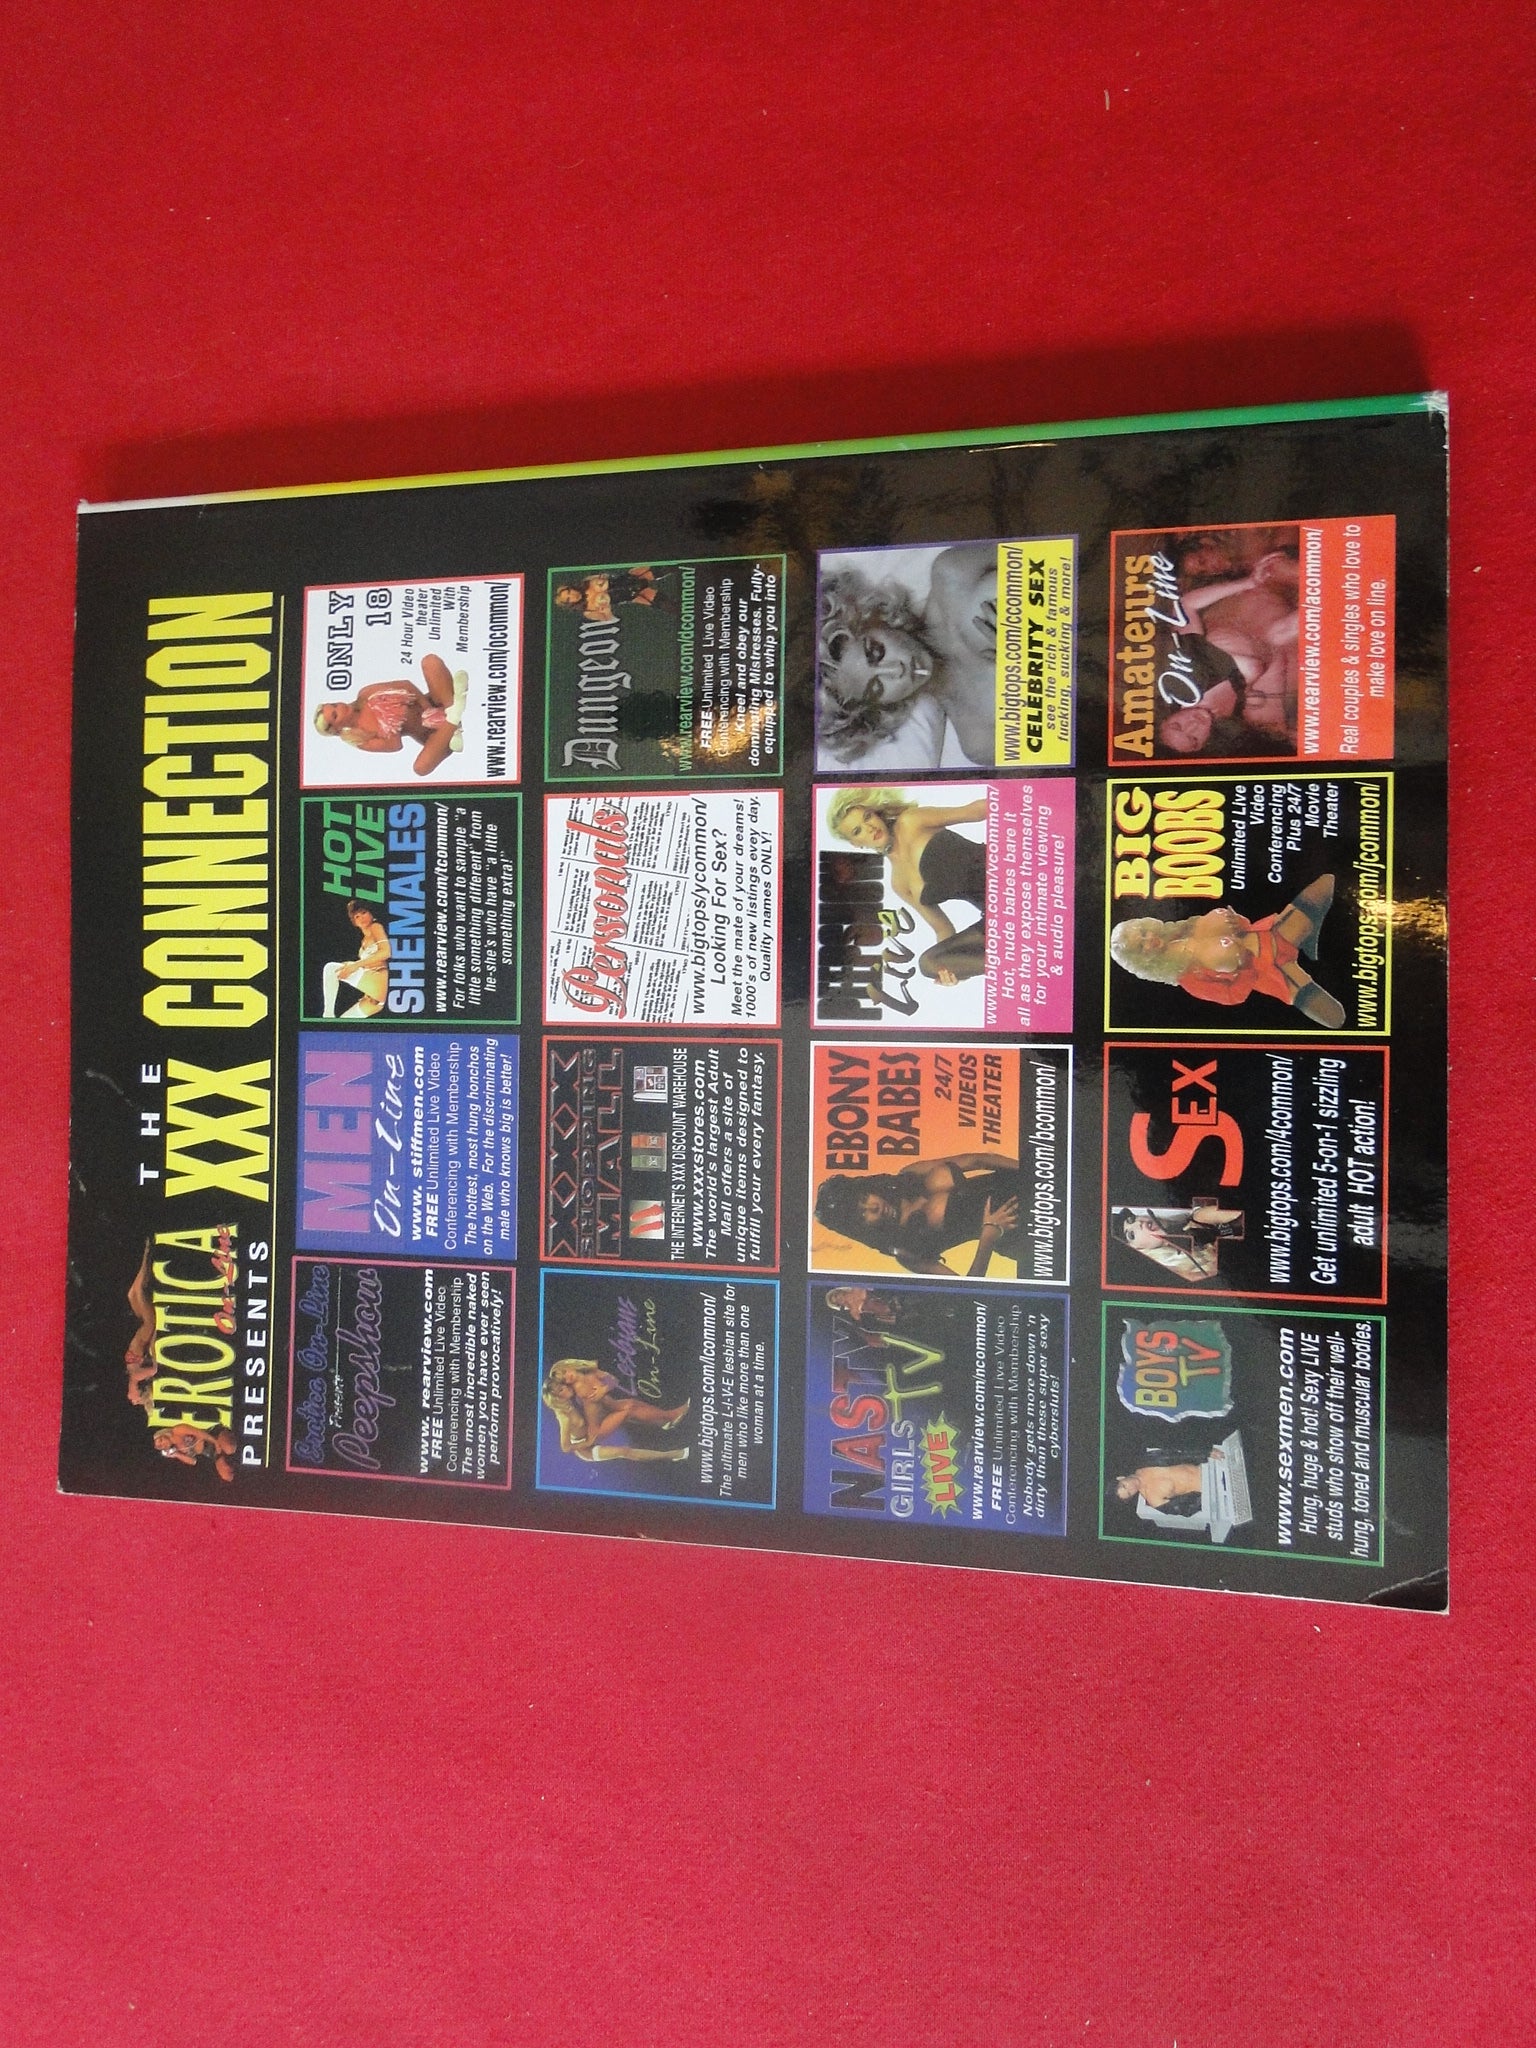 EROTICA
On-Line
PRESENTS
THE
XXX CONNECTION
Erotica On-Line
Presents
Peepshow
www. rearview.com
FREE Unlimited Live Video
Conferencing with Membership
The most incredible naked
women you have ever seen
perform provocatively!
MEN
On-Line
www. stiffmen.com
FREE Unlimited Live Video
Conferencing with Membership
The hottest, most hung honchos
on the Web. For the discriminating
male who knows big is better!
HOT
LIVE
SHEMALES
www.rearview.com/tcommon/
For folks who want to sample "a
little something different" from
he-she's who have "a little
something extra!"
ONLY
18
24 Hour Video
theater
Unlimited
With
Membership
www.rearview.com/ocommon/
Lesbian
On-Line
www.bigtops.com/lcommon/
The ultimate L-I-V-E lesbian site for
men who like more than one
woman at a time.
XXX
SHOPPING
MALL
THE INTERNET'S XXX DISCOUNT WAREHOUSE
www.xxxstores.com
The world's largest Adult
Mall offers a site of
unique items designed to
fulfill your every fantasy.
Personals
www.bigtops/ycommon/
Looking For Sex?
Meet the mate of your dreams!
1000's of new listings evey day.
Quality names ONLY!
Dungeon
www.rearview.com/dcommon/
FREE Unlimited Live Video
Conferencing with Membership
Kneel and obey our
dominating Mistresses. Fully-
equipped to whip you into
NASTY
GIRLS TV
LIVE
www.rearview.com/ncommon/
FREE Unlimited Live Video
Conferencing with Membership
Nobody gets more down 'n
dirty than these super sexy
cybersluts!
EBONY
BABES
24/7
VIDEOS
THEATER
www.bigtops.com/bcommon/
PEEPSHOW
Live
www.bigtops.com/vcommon/
Hot, nude babes bare it
all as they expose themselves
for your intimate viewing
& audio pleasure!
www.bigtops.com/ccommon/
CELEBRITY SEX
see the rich & famous
fucking, sucking & more!
BOYS
TV
www.sexmen.com
Hung, huge & hot! Sexy LIVE
studs who show off their well-
hung, toned and muscular bodies.
4
SEX
www.bigtops.com/4common/
Get unlimited 5-on-1 sizzling
adult HOT action!
BIG
BOOBS
Unlimited Live
Video
Conferencing
Plus 24/7
Movie
Theater
www.bigtops.com/jcommon/
Amateurs
On-Line
www.rearview.com/acommon/
Real couples & singles who love to
make love on line.